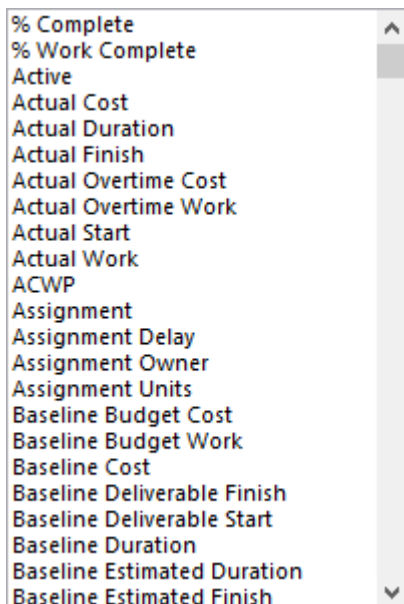 % Complete
% Work Complete
Active
Actual Cost
Actual Duration
Actual Finish
Actual Overtime Cost
Actual Overtime Work
Actual Start
Actual Work
ACWP
Assignment
Assignment Delay
Assignment Owner
Assignment Units
Baseline Budget Cost
Baseline Budget Work
Baseline Cost
Baseline Deliverable Finish
Baseline Deliverable Start
Baseline Duration
Baseline Estimated Duration
Baseline Estimated Finish